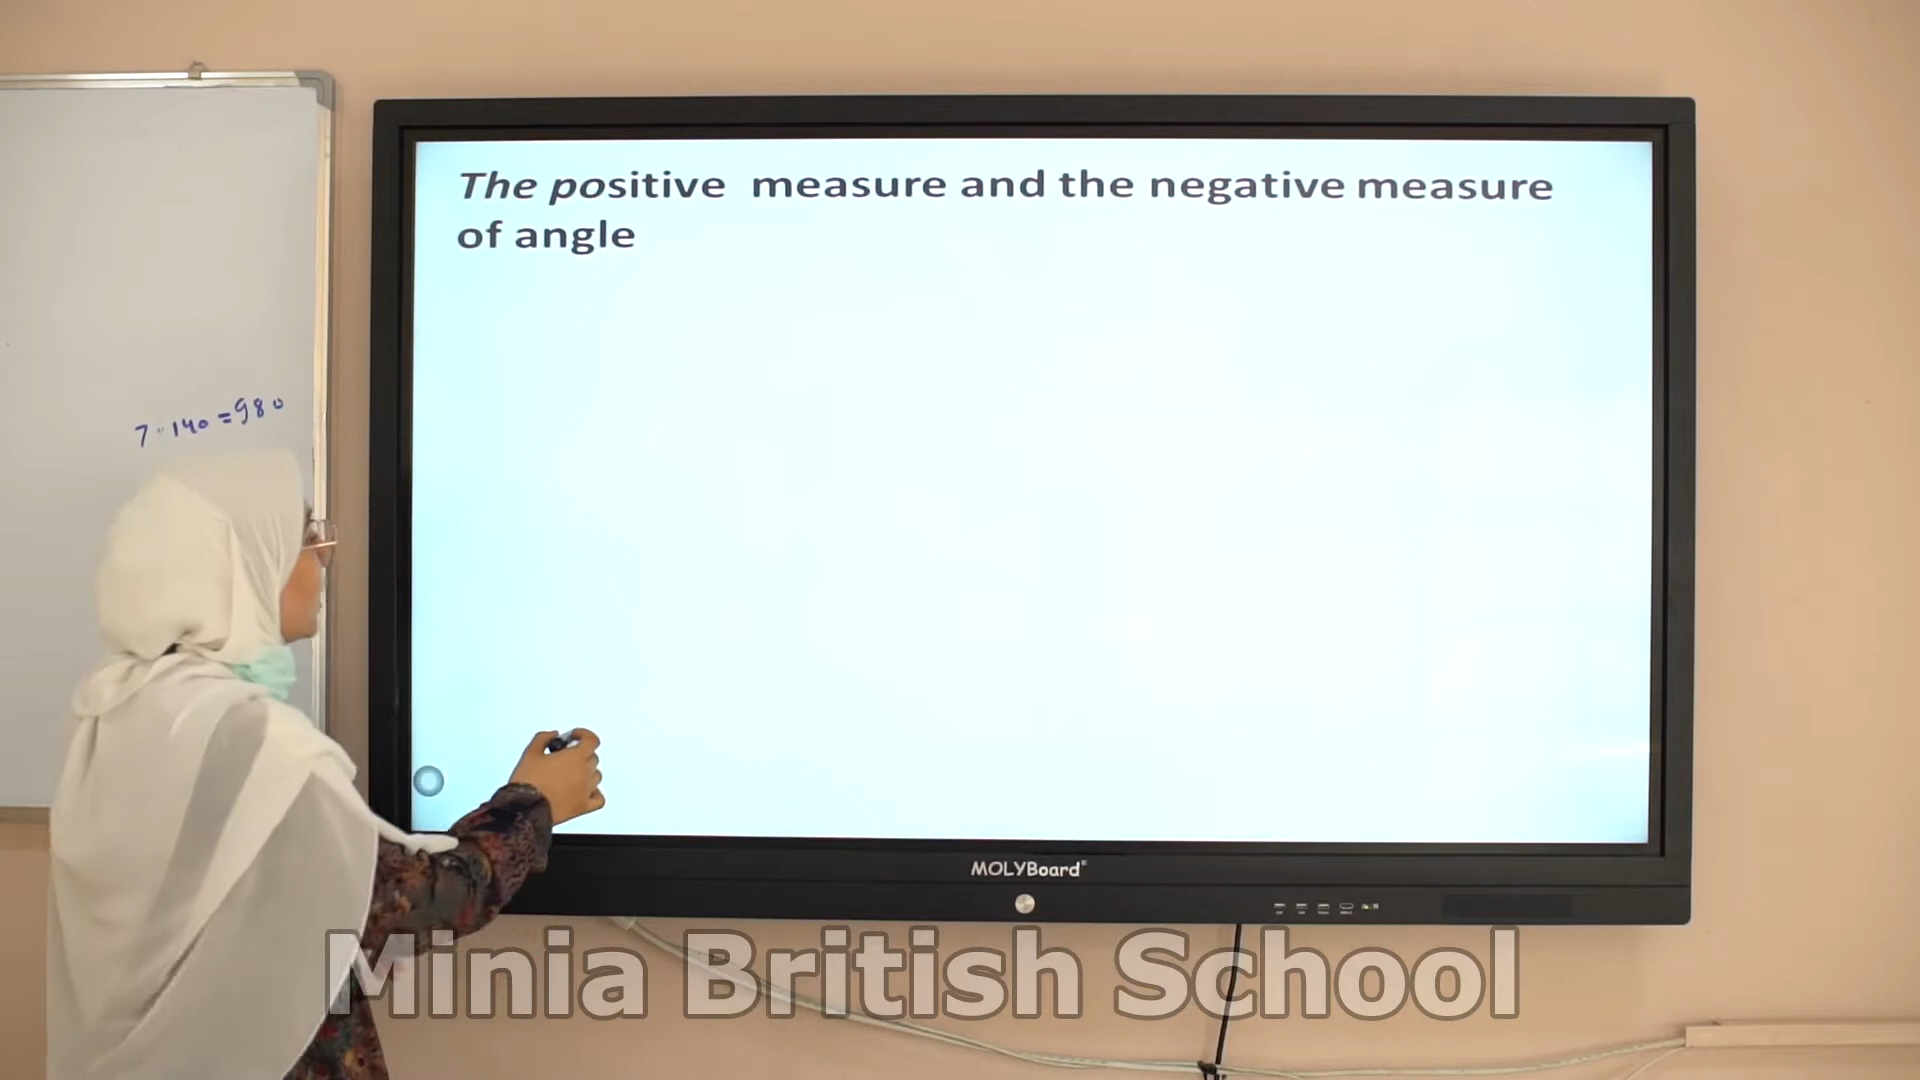 The positive measure and the negative measure
of angle
7 · 140 = 980
MOLYBoard
Minia British School